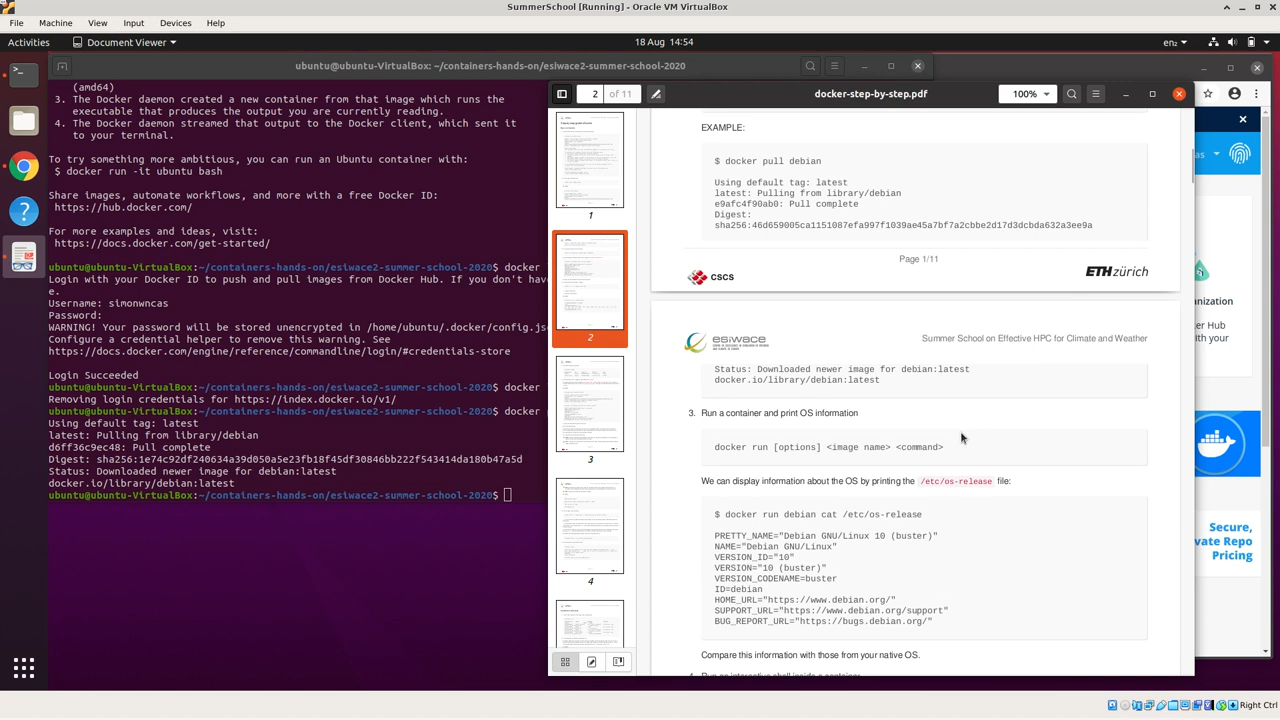 SummerSchool [Running] - Oracle VM VirtualBox
File Machine View Input Devices Help
Activities Document Viewer 18 Aug 14:54 en₂
ubuntu@ubuntu-VirtualBox: ~/containers-hands-on/esiwace2-summer-school-2020
(amd64)
3. The Docker daemon created a new container from that image which runs the
executable that produces the output you are currently reading.
4. The Docker daemon streamed that output to the Docker client, which sent it
to your terminal.
To try something more ambitious, you can run an Ubuntu container with:
$ docker run -it ubuntu bash
Share images, automate workflows, and more with a free Docker ID:
https://hub.docker.com/
For more examples and ideas, visit:
https://docs.docker.com/get-started/
ubuntu@ubuntu-VirtualBox:~/containers-hands-on/esiwace2-summer-school-2020$ docker
Login with your Docker ID to push and pull images from Docker Hub. If you don't hav
Username: simnwncas
Password:
WARNING! Your password will be stored unencrypted in /home/ubuntu/.docker/config.js
Configure a credential helper to remove this warning. See
https://docs.docker.com/engine/reference/commandline/login/#credentials-store
Login Succeeded
ubuntu@ubuntu-VirtualBox:~/containers-hands-on/esiwace2-summer-school-2020$ docker
Removing login credentials for https://index.docker.io/v1/
ubuntu@ubuntu-VirtualBox:~/containers-hands-on/esiwace2-summer-school-2020$ docker
Using default tag: latest
latest: Pulling from library/debian
Pull complete
Status: Downloaded newer image for debian:latest
docker.io/library/debian:latest
ubuntu@ubuntu-VirtualBox:~/containers-hands-on/esiwace2-summer-school-2020$
2 of 11 docker-step-by-step.pdf 100%
1
2
3
4
EXAMPLE:
$ docker pull debian
Using default tag: latest
latest: Pulling from library/debian
e9afc4f90ab0: Pull complete
Digest:
Page 1/11
CSCS ETHzürich
esiwace Summer School on Effective HPC for Climate and Weather
Status: Downloaded newer image for debian:latest
docker.io/library/debian:latest
3. Run a command and print OS information
docker run [options] <image name> <command>
We can display information about the OS by printing the /etc/os-release file:
$ docker run debian cat /etc/os-release
PRETTY_NAME="Debian GNU/Linux 10 (buster)"
NAME="Debian GNU/Linux"
VERSION_ID="10"
VERSION="10 (buster)"
VERSION_CODENAME=buster
ID=debian
HOME_URL="https://www.debian.org/"
SUPPORT_URL="https://www.debian.org/support"
BUG_REPORT_URL="https://bugs.debian.org/"
Compare this information with those from your native OS.
4. Run an interactive shell inside a container
nization
ker Hub
with your
Secure,
vate Repo
Pricing
Right Ctrl